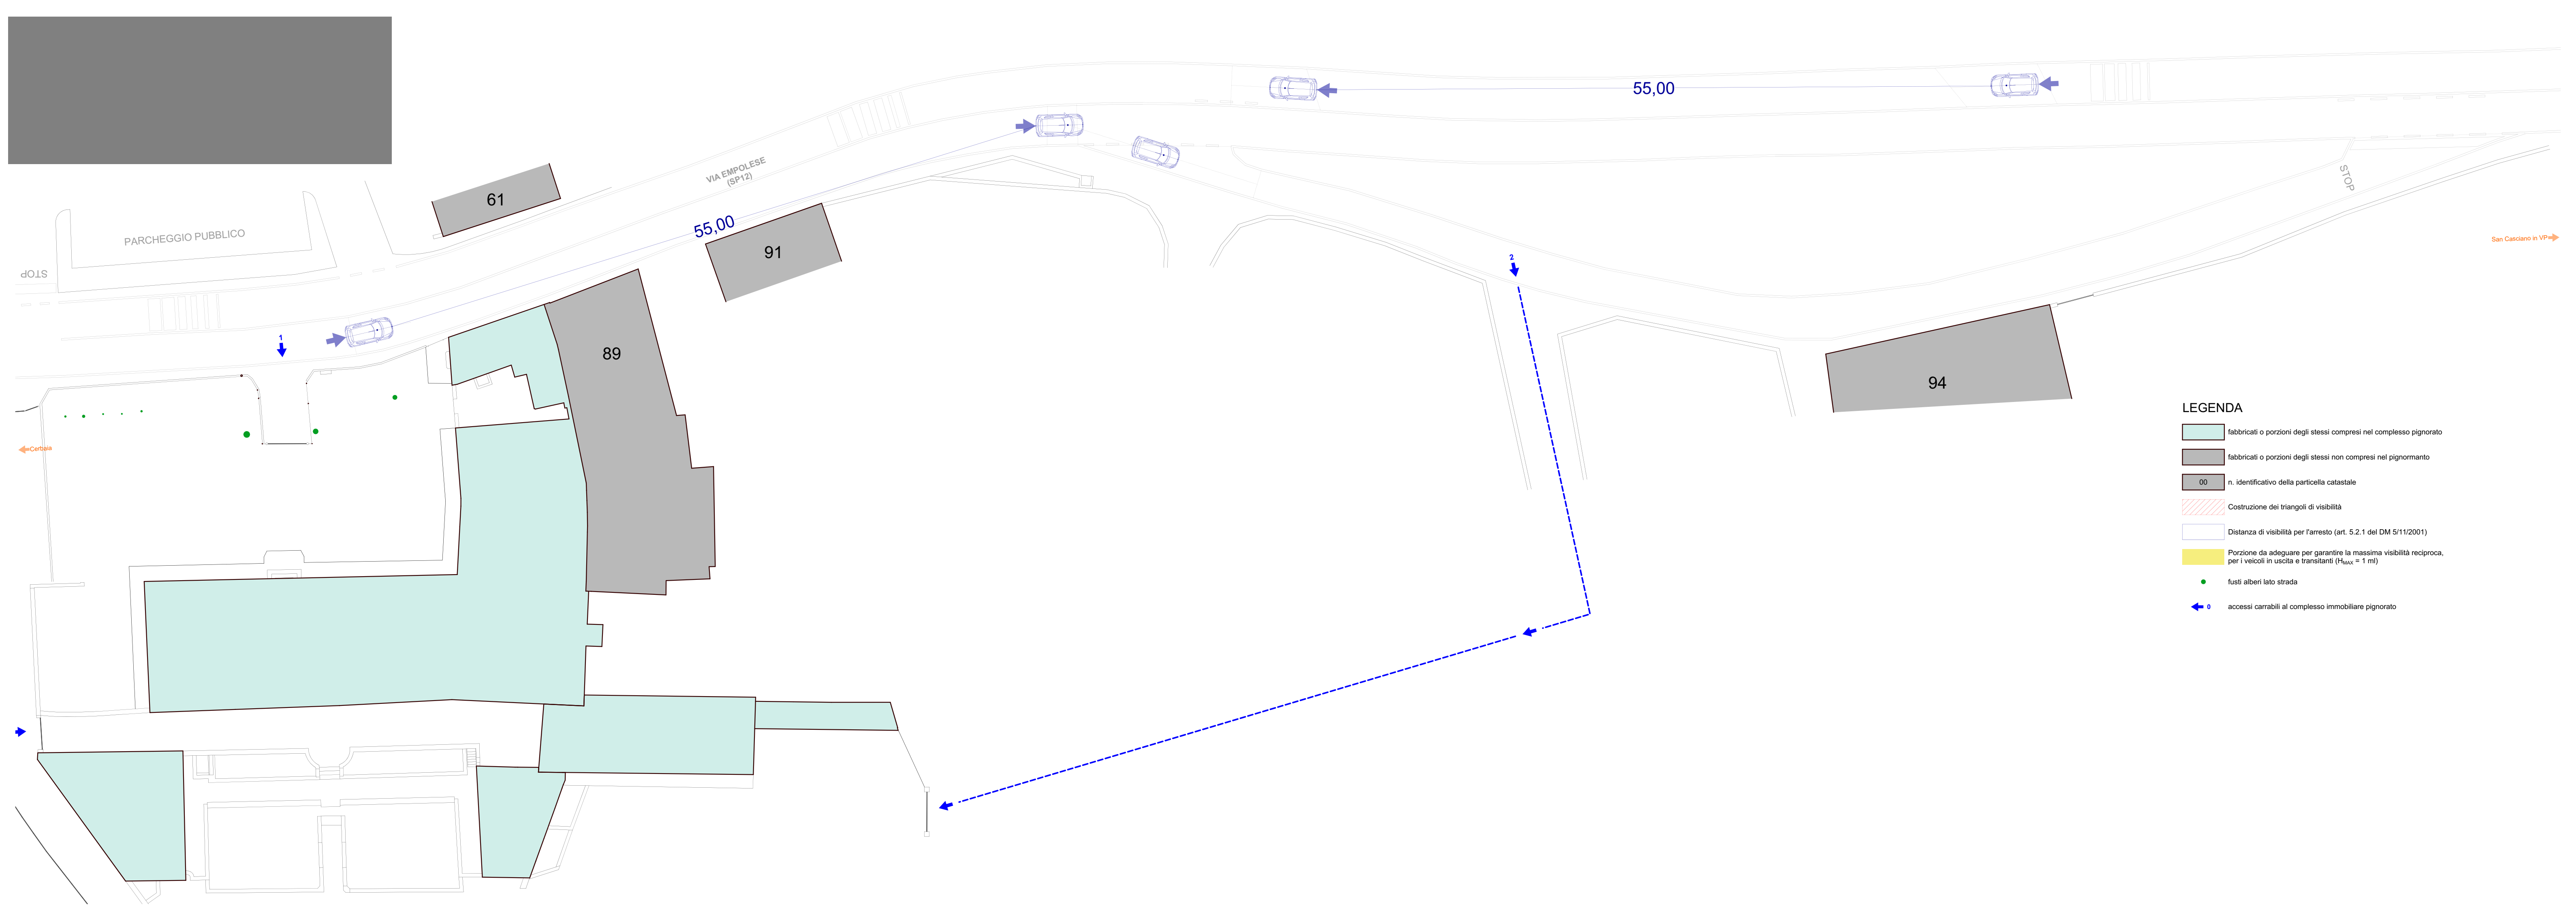 55,00
VIA EMPOLESE
(SP12)
61
STOP
55,00
PARCHEGGIO PUBBLICO
San Casciano in VP
91
2
STOP
1
89
94
LEGENDA
fabbricati o porzioni degli stessi compresi nel complesso pignorato
Certlaia
fabbricati o porzioni degli stessi non compresi nel pignormanto
00 n. identificativo della particella catastale
Costruzione dei triangoli di visibilità
Distanza di visibilità per l'arresto (art. 5.2.1 del DM 5/11/2001)
Porzione da adeguare per garantire la massima visibilità reciproca,
per i veicoli in uscita e transitanti (HMAX = 1 ml)
fusti alberi lato strada
0 accessi carrabili al complesso immobiliare pignorato